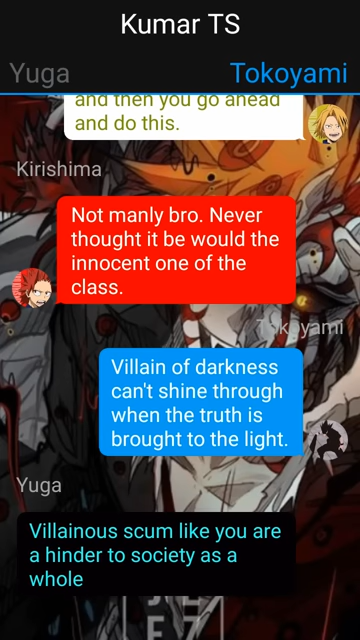 Kumar TS
Yuga
Tokoyami
and then you go ahead
and do this.
Kirishima
Not manly bro. Never
thought it be would the
innocent one of the
class.
Tokoyami
Villain of darkness
can't shine through
when the truth is
brought to the light.
Yuga
Villainous scum like you are
a hinder to society as a
whole